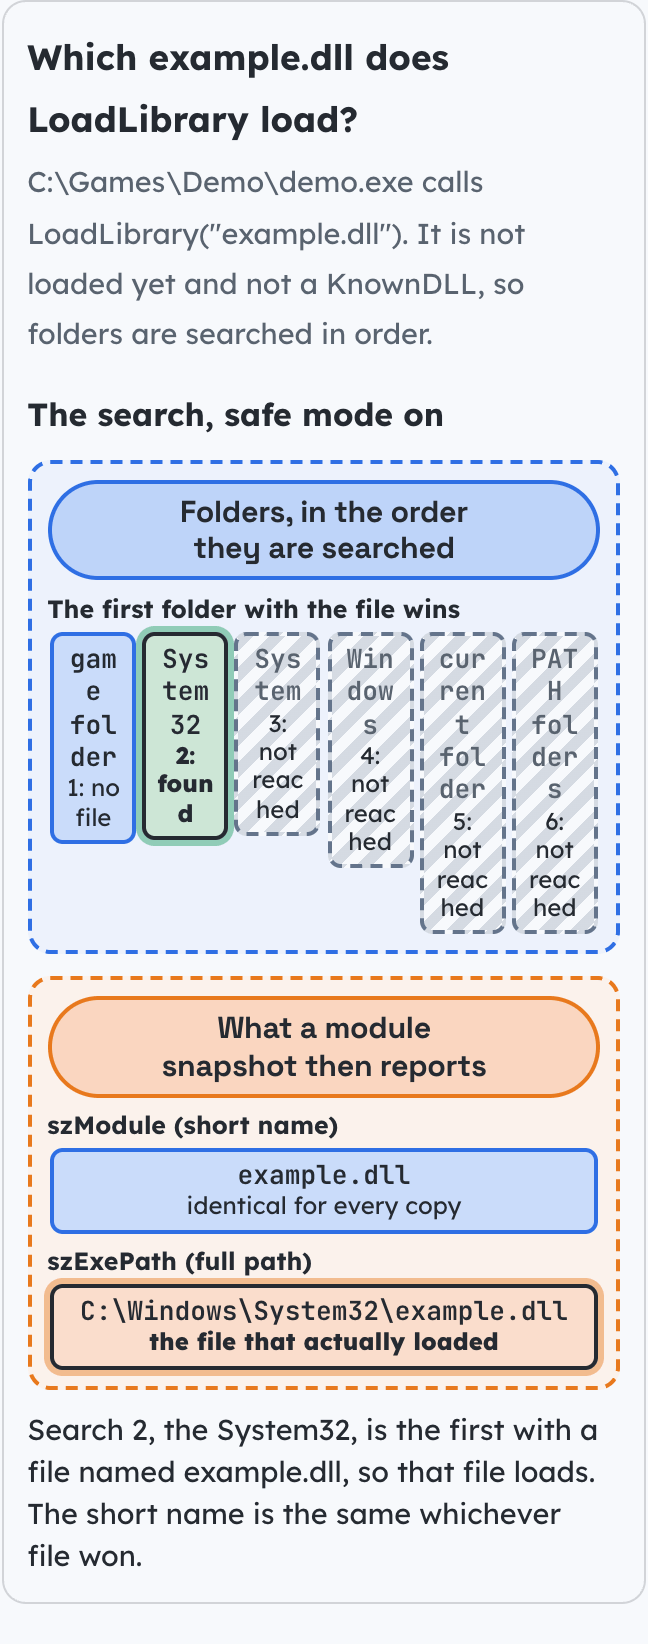 Which example.dll does
LoadLibrary load?
C:\Games\Demo\demo.exe calls
LoadLibrary("example.dll"). It is not
loaded yet and not a KnownDLL, so
folders are searched in order.
The search, safe mode on
Folders, in the order
they are searched
The first folder with the file wins
gam
e
fol
der
1: no
file
Sys
tem
32
2:
foun
d
Sys
tem
3:
not
reac
hed
Win
dow
s
4:
not
reac
hed
cur
ren
t
fol
der
5:
not
reac
hed
PAT
H
fol
der
s
6:
not
reac
hed
What a module
snapshot then reports
szModule (short name)
example.dll
identical for every copy
szExePath (full path)
C:\Windows\System32\example.dll
the file that actually loaded
Search 2, the System32, is the first with a
file named example.dll, so that file loads.
The short name is the same whichever
file won.